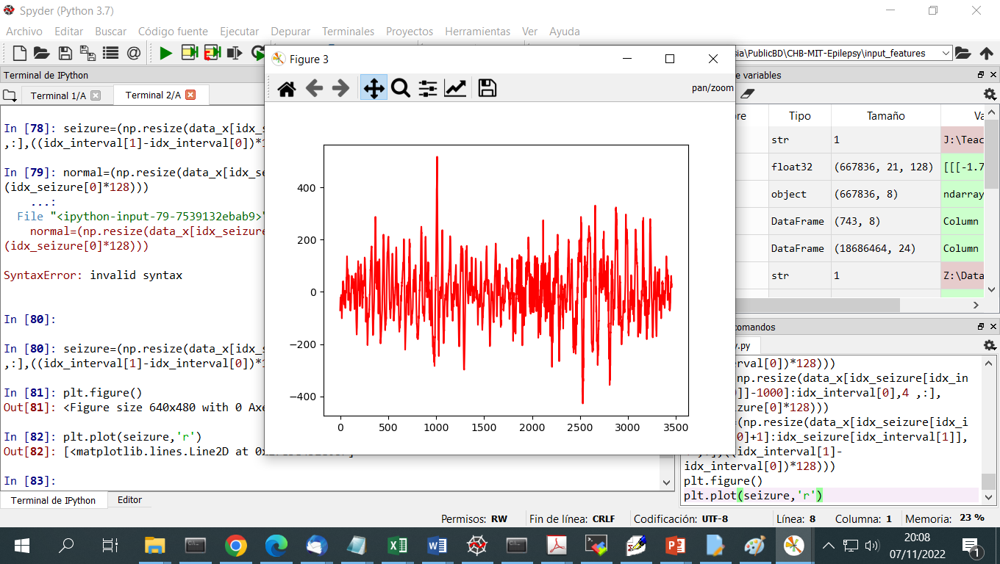 Spyder (Python 3.7)
Archivo Editar Buscar Código fuente Ejecutar Depurar Terminales Proyectos Herramientas Ver Ayuda
sia\PublicBD\CHB-MIT-Epilepsy\input_features
Terminal de IPython
Terminal 1/A Terminal 2/A
In [78]: seizure=(np.resize(data_x[idx_s
,:],((idx_interval[1]-idx_interval[0])*
In [79]: normal=(np.resize(data_x[idx_se
(idx_seizure[0]*128)))
...:
File "<ipython-input-79-7539132ebab9>"
normal=(np.resize(data_x[idx_seizure
(idx_seizure[0]*128)))
SyntaxError: invalid syntax
In [80]:
In [80]: seizure=(np.resize(data_x[idx_s
,:],((idx_interval[1]-idx_interval[0])*
In [81]: plt.figure()
Out[81]: <Figure size 640x480 with 0 Axe
In [82]: plt.plot(seizure,'r')
Out[82]: [<matplotlib.lines.Line2D at
In [83]:
Terminal de IPython Editor
Figure 3
pan/zoom
400
200
0
−200
−400
0 500 1000 1500 2000 2500 3000 3500
e variables
re Tipo Tamaño Va
str 1 J:\Teac
float32 (667836, 21, 128) [[[-1.7
object (667836, 8) ndarray
DataFrame (743, 8) Column
DataFrame (18686464, 24) Column
str 1 Z:\Data
comandos
y.py
rval[0])*128)))
np.resize(data_x[idx_seizure[idx_in
]]-1000]:idx_interval[0],4 ,:],
zure[0]*128)))
=(np.resize(data_x[idx_seizure[idx_i
0]+1]:idx_seizure[idx_interval[1]],
(idx_interval[1]-
idx_interval[0])*128)))
plt.figure()
plt.plot(seizure,'r')
Permisos: RW Fin de línea: CRLF Codificación: UTF-8 Línea: 8 Columna: 1 Memoria: 23 %
20:08
07/11/2022
1